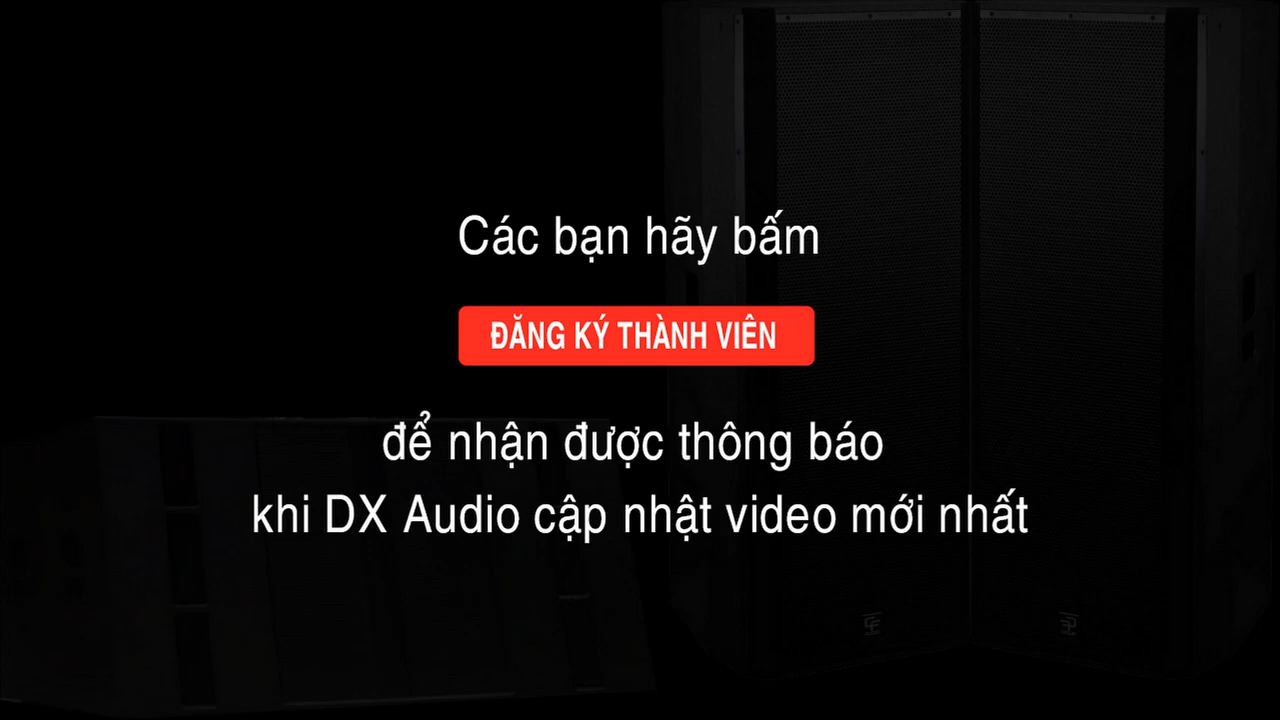 Các bạn hãy bấm
ĐĂNG KÝ THÀNH VIÊN
để nhận được thông báo
khi DX Audio cập nhật video mới nhất